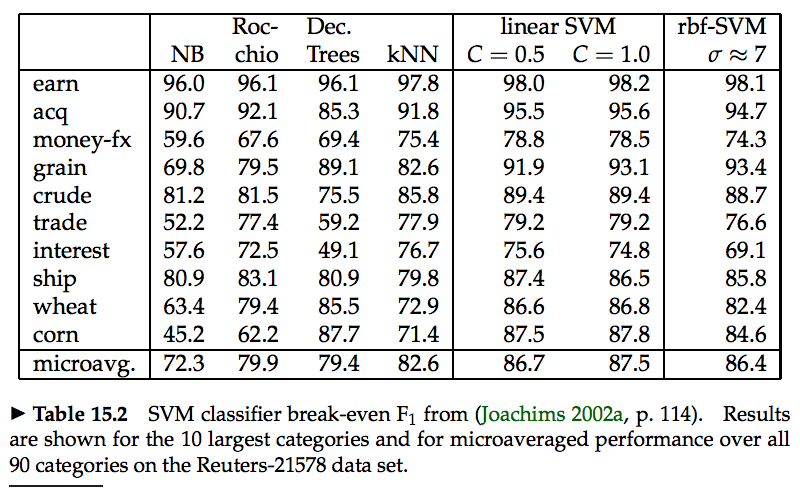 Roc- Dec. linear SVM rbf-SVM
NB chio Trees kNN C = 0.5 C = 1.0 σ ≈ 7
earn 96.0 96.1 96.1 97.8 98.0 98.2 98.1
acq 90.7 92.1 85.3 91.8 95.5 95.6 94.7
money-fx 59.6 67.6 69.4 75.4 78.8 78.5 74.3
grain 69.8 79.5 89.1 82.6 91.9 93.1 93.4
crude 81.2 81.5 75.5 85.8 89.4 89.4 88.7
trade 52.2 77.4 59.2 77.9 79.2 79.2 76.6
interest 57.6 72.5 49.1 76.7 75.6 74.8 69.1
ship 80.9 83.1 80.9 79.8 87.4 86.5 85.8
wheat 63.4 79.4 85.5 72.9 86.6 86.8 82.4
corn 45.2 62.2 87.7 71.4 87.5 87.8 84.6
microavg. 72.3 79.9 79.4 82.6 86.7 87.5 86.4
► Table 15.2 SVM classifier break-even F₁ from (Joachims 2002a, p. 114). Results
are shown for the 10 largest categories and for microaveraged performance over all
90 categories on the Reuters-21578 data set.